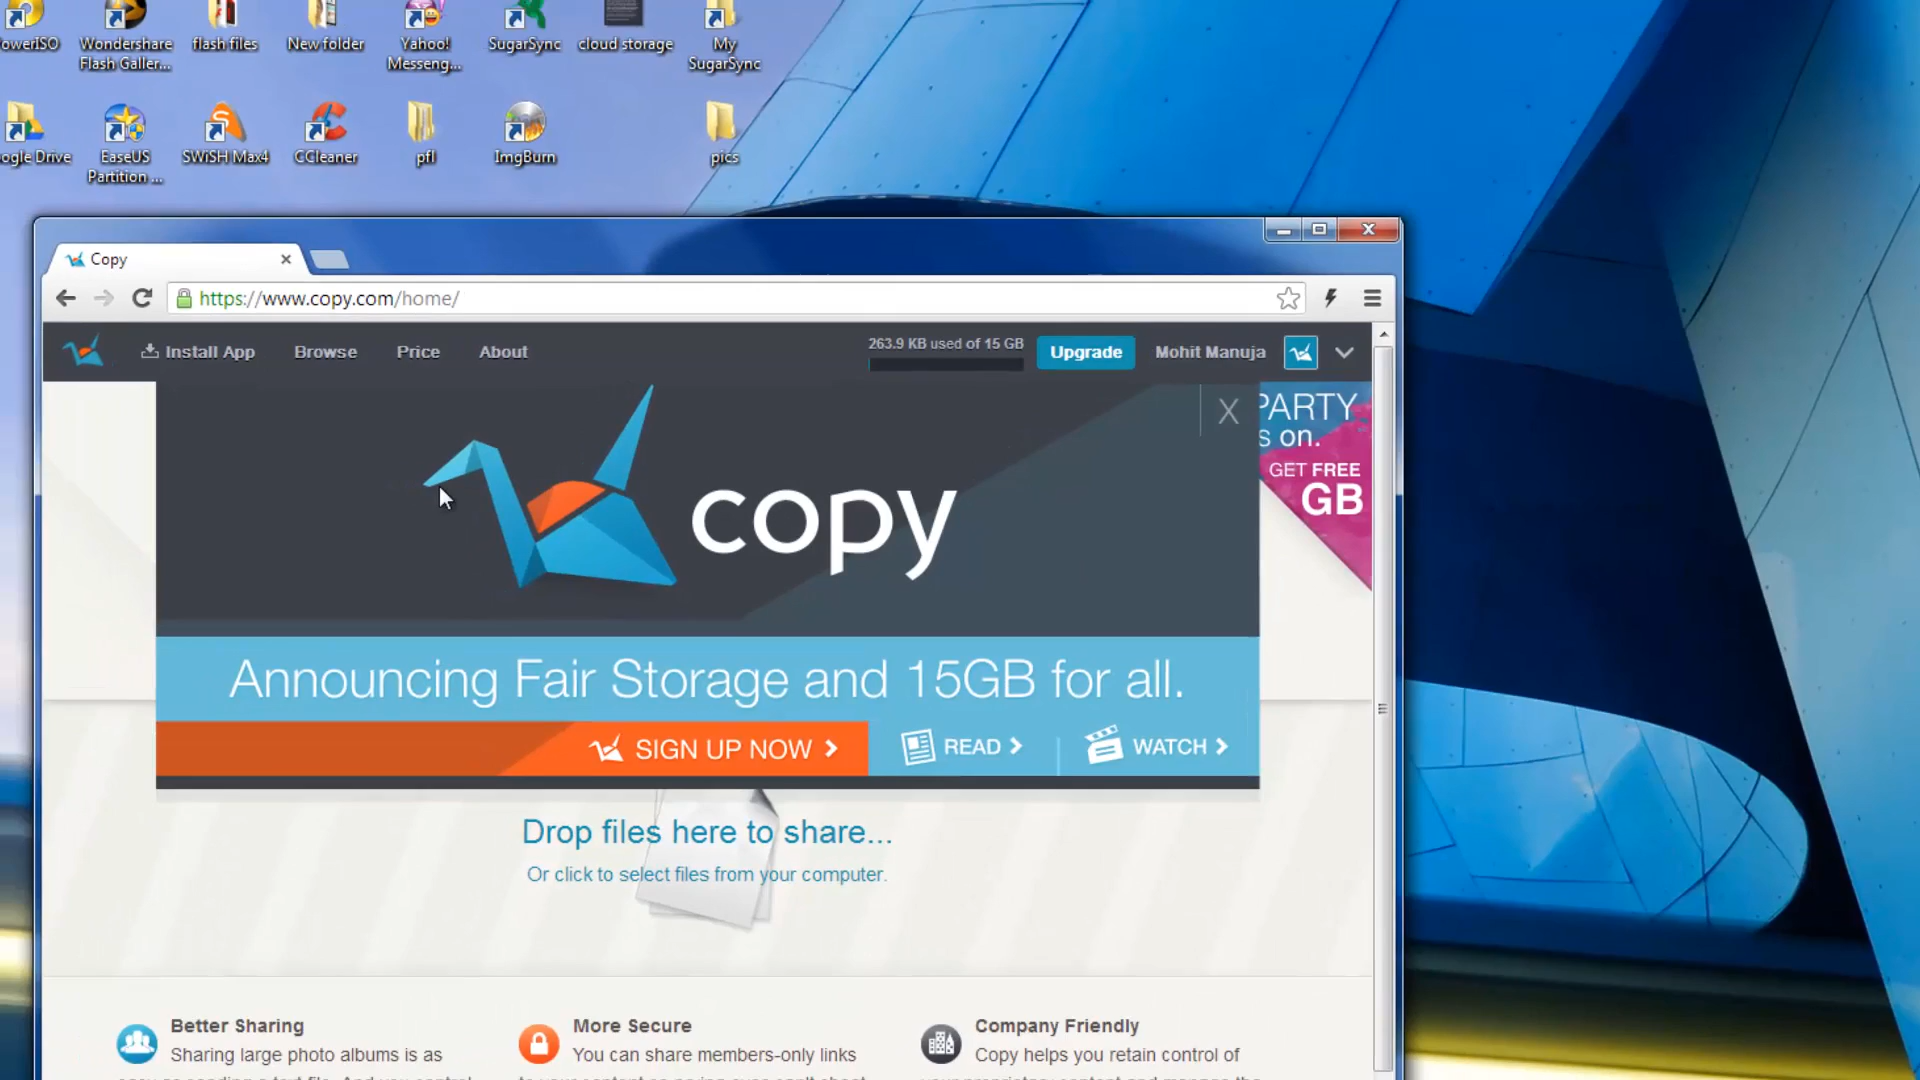 owerISO
Wondershare
Flash Galler...
flash files
New folder
Yahoo!
Messeng...
SugarSync
cloud storage
My
SugarSync
ogle Drive
EaseUS
Partition ...
SWiSH Max4
CCleaner
pfl
ImgBurn
pics
Copy
https://www.copy.com/home/
Install App
Browse
Price
About
263.9 KB used of 15 GB
Upgrade
Mohit Manuja
X
PARTY
s on.
GET FREE
GB
copy
Announcing Fair Storage and 15GB for all.
SIGN UP NOW
READ
WATCH
Drop files here to share...
Or click to select files from your computer.
Better Sharing
Sharing large photo albums is as
More Secure
You can share members-only links
Company Friendly
Copy helps you retain control of